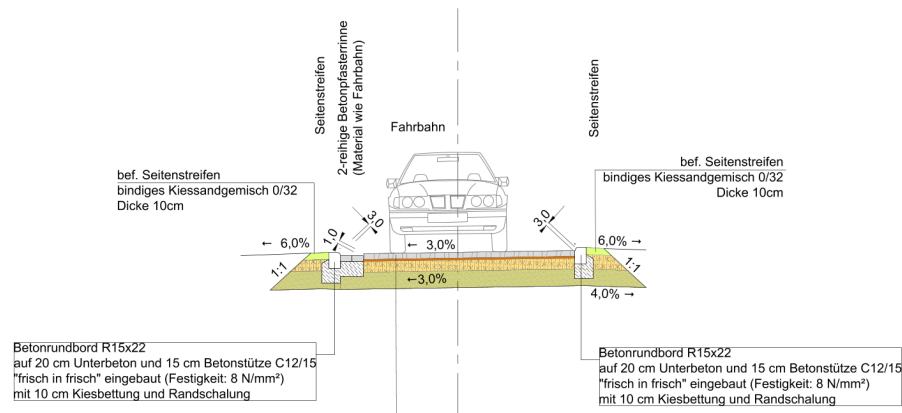 Seitenstreifen
2-reihige Betonpfasterrinne
(Material wie Fahrbahn)
Fahrbahn
Seitenstreifen
bef. Seitenstreifen
bindiges Kiessandgemisch 0/32
Dicke 10cm
bef. Seitenstreifen
bindiges Kiessandgemisch 0/32
Dicke 10cm
← 6,0%
1,0
3,0
← 3,0%
3,0
6,0% →
1:1
←3,0%
1:1
4,0% →
Betonrundbord R15x22
auf 20 cm Unterbeton und 15 cm Betonstütze C12/15
"frisch in frisch" eingebaut (Festigkeit: 8 N/mm²)
mit 10 cm Kiesbettung und Randschalung
Betonrundbord R15x22
auf 20 cm Unterbeton und 15 cm Betonstütze C12/15
"frisch in frisch" eingebaut (Festigkeit: 8 N/mm²)
mit 10 cm Kiesbettung und Randschalung